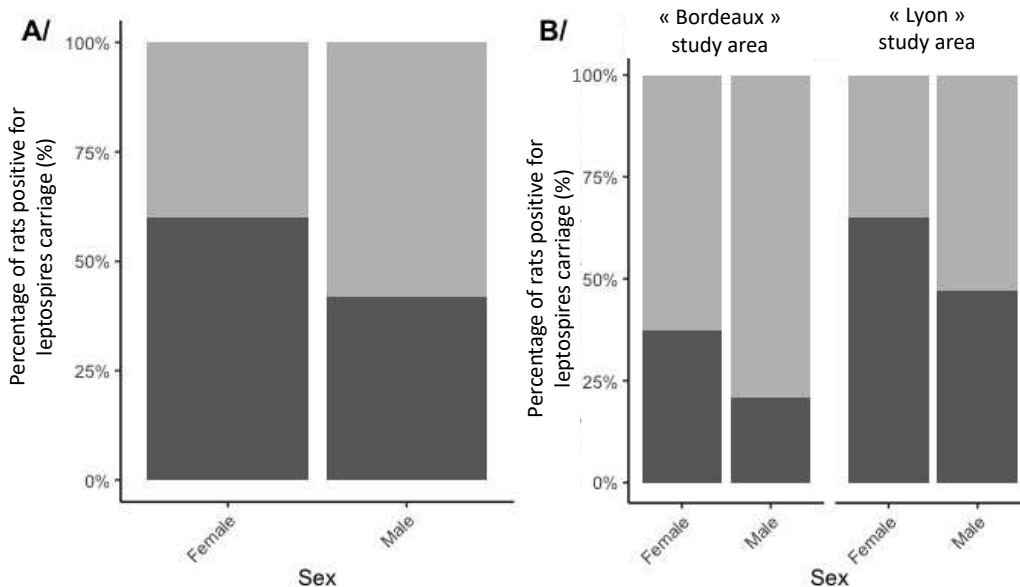 A/
Percentage of rats positive for
leptospires carriage (%)
100%
75%
50%
25%
0%
Female
Male
Sex
B/
« Bordeaux »
study area
« Lyon »
study area
Percentage of rats positive for
leptospires carriage (%)
100%
75%
50%
25%
0%
Female
Male
Female
Male
Sex